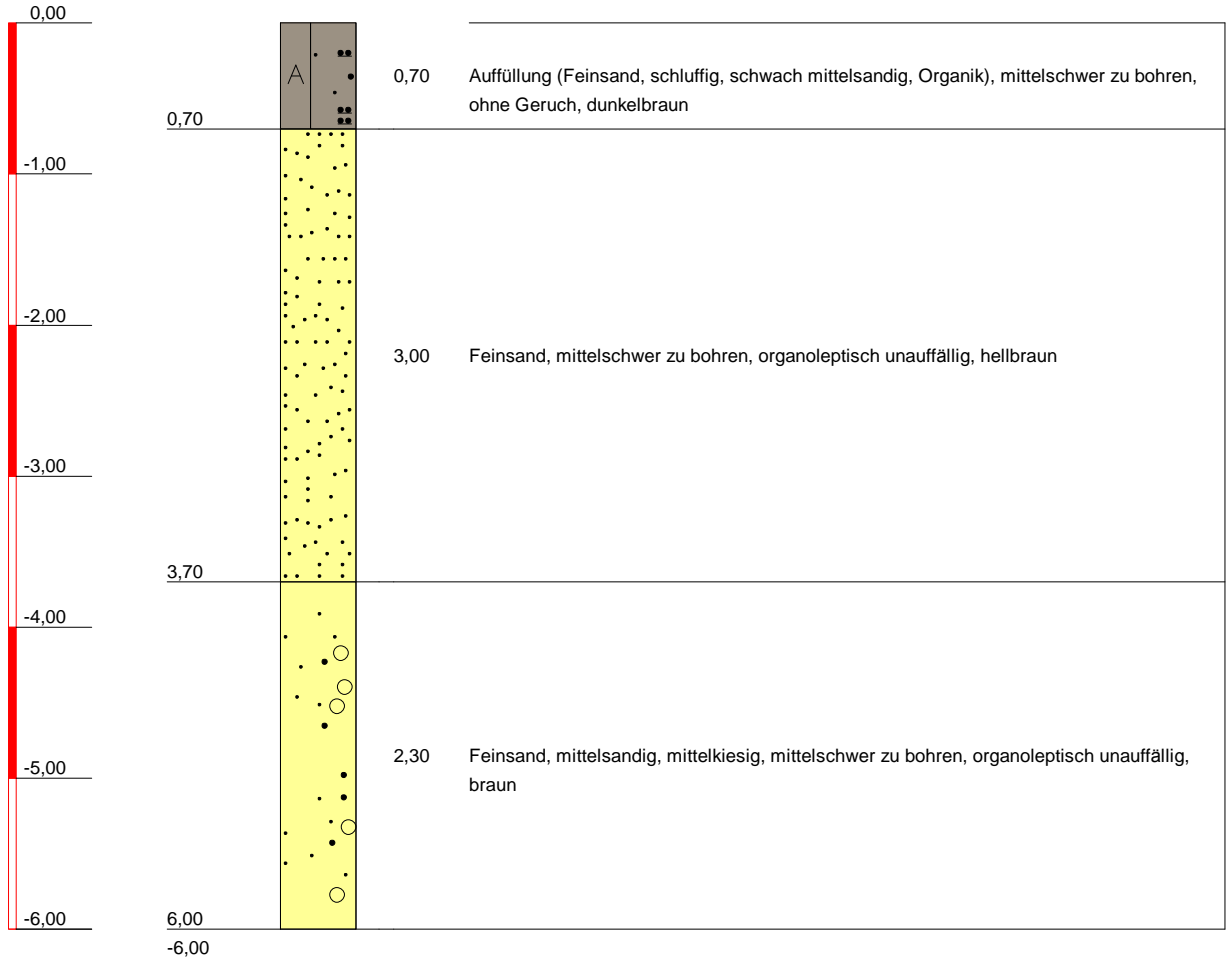 0,00
A
0,70 Auffüllung (Feinsand, schluffig, schwach mittelsandig, Organik), mittelschwer zu bohren,
ohne Geruch, dunkelbraun
0,70
-1,00
-2,00
3,00 Feinsand, mittelschwer zu bohren, organoleptisch unauffällig, hellbraun
-3,00
3,70
-4,00
2,30 Feinsand, mittelsandig, mittelkiesig, mittelschwer zu bohren, organoleptisch unauffällig,
braun
-5,00
-6,00 6,00
-6,00